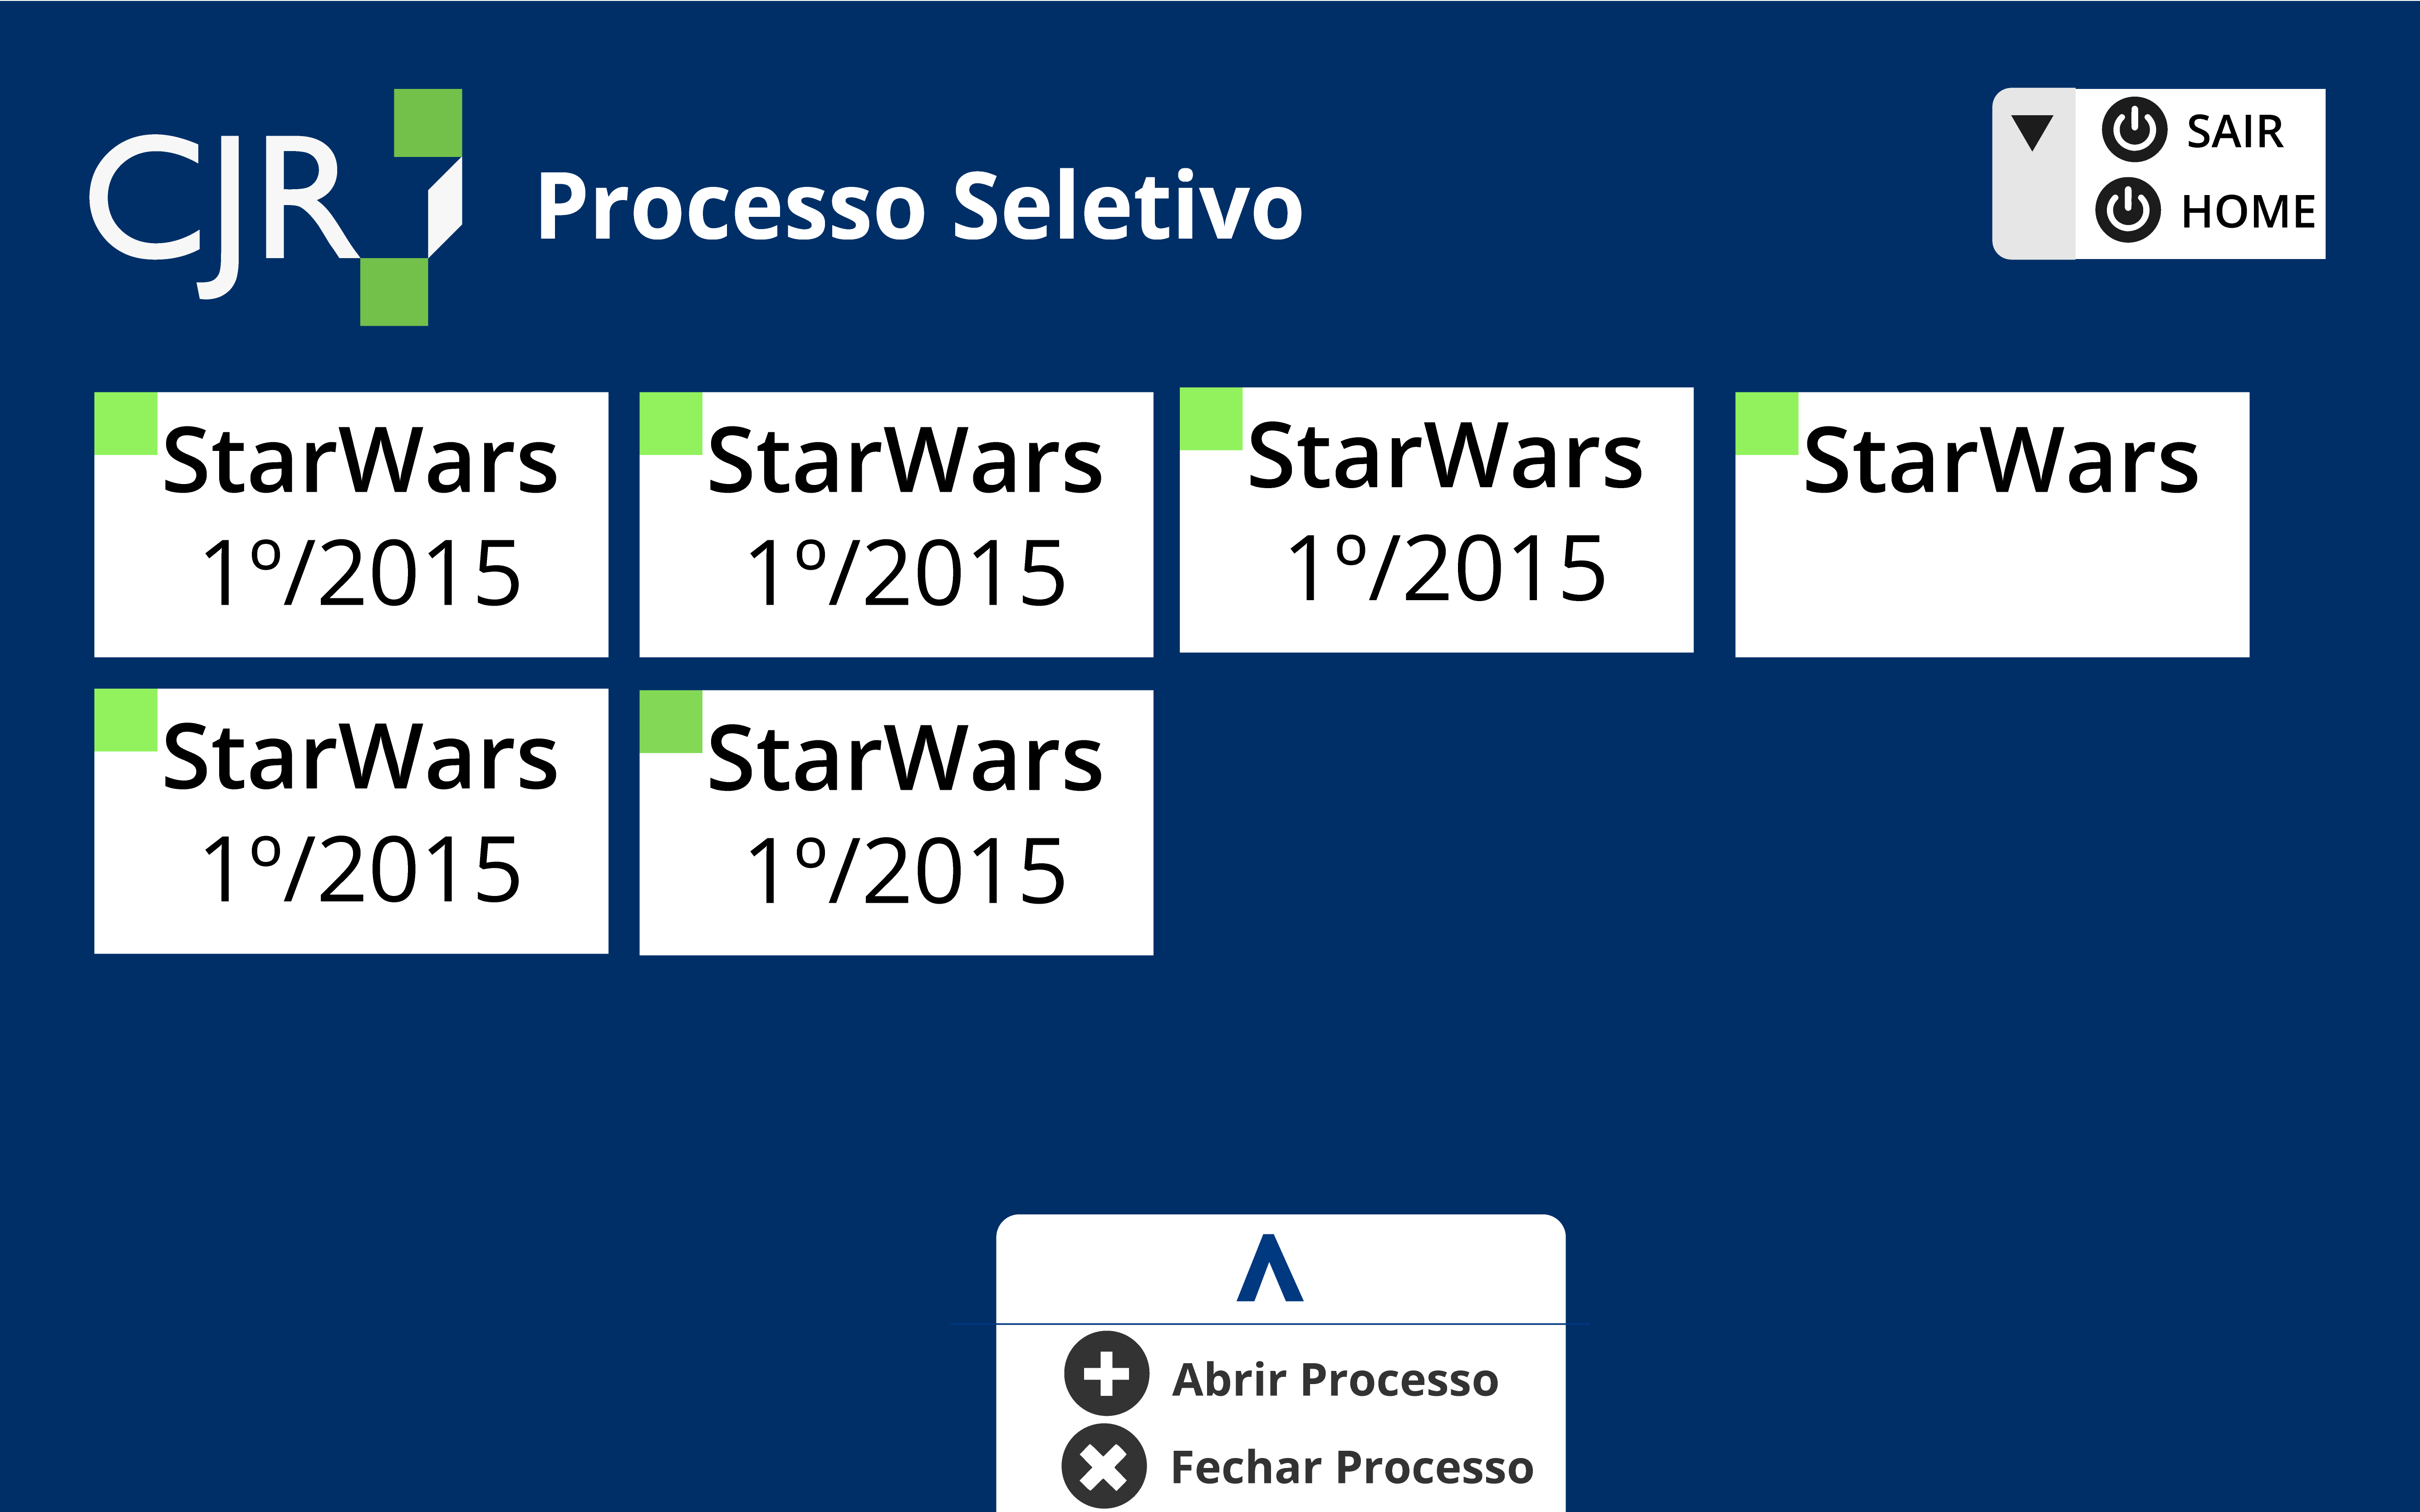 CJR
Processo Seletivo
SAIR
HOME
StarWars
1º/2015
StarWars
1º/2015
StarWars
1º/2015
StarWars
StarWars
1º/2015
StarWars
1º/2015
Abrir Processo
Fechar Processo